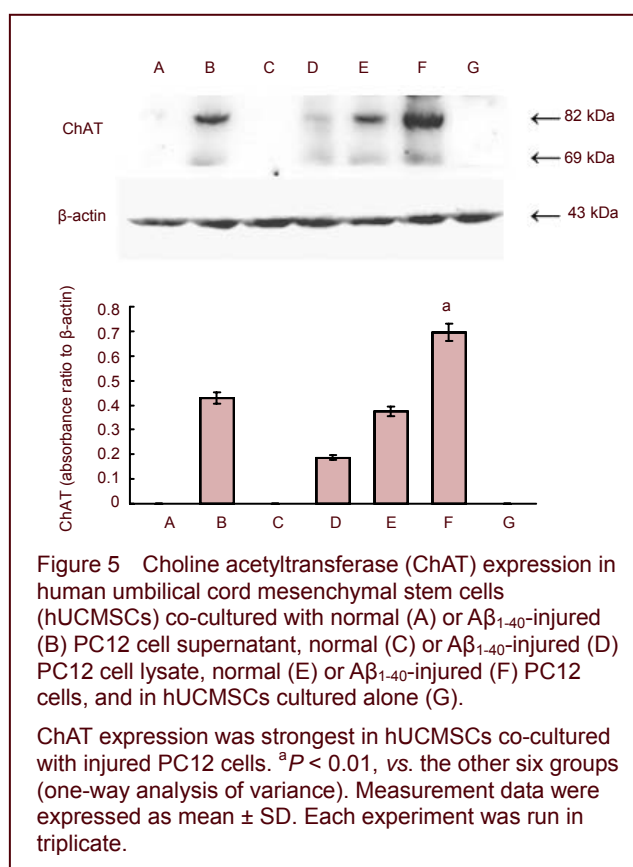 A B C D E F G
ChAT
← 82 kDa
← 69 kDa
β-actin
← 43 kDa
ChAT (absorbance ratio to β-actin)
0.8
0.7
0.6
0.5
0.4
0.3
0.2
0.1
0
a
A B C D E F G
Figure 5 Choline acetyltransferase (ChAT) expression in
human umbilical cord mesenchymal stem cells
(hUCMSCs) co-cultured with normal (A) or Aβ₁₋₄₀-injured
(B) PC12 cell supernatant, normal (C) or Aβ₁₋₄₀-injured (D)
PC12 cell lysate, normal (E) or Aβ₁₋₄₀-injured (F) PC12
cells, and in hUCMSCs cultured alone (G).
ChAT expression was strongest in hUCMSCs co-cultured
with injured PC12 cells. ᵃP < 0.01, vs. the other six groups
(one-way analysis of variance). Measurement data were
expressed as mean ± SD. Each experiment was run in
triplicate.